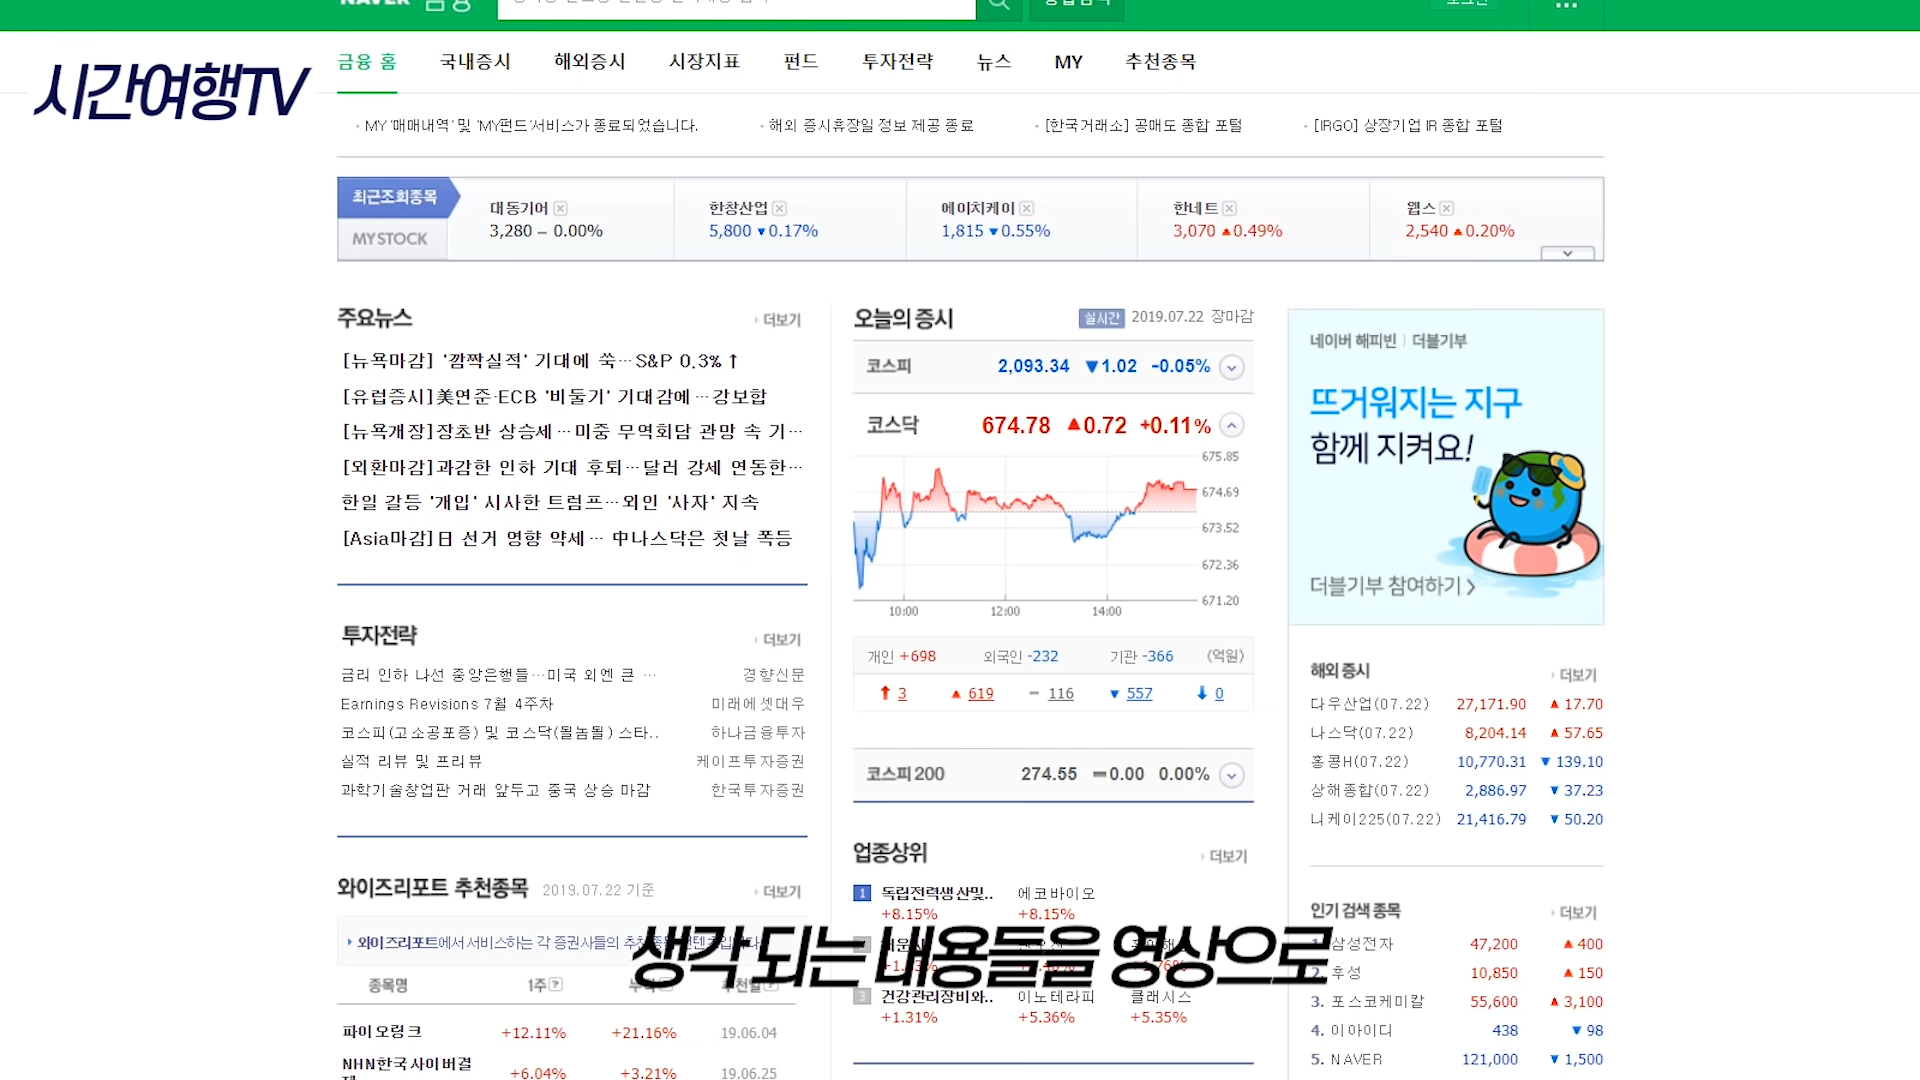 NAVER
시간여행TV
금융 홈 국내증시 해외증시 시장지표 펀드 투자전략 뉴스 MY 추천종목
MY '매매내역' 및 'MY펀드' 서비스가 종료되었습니다. 해외 증시휴장일 정보 제공 종료 [한국거래소] 공매도 종합 포털 [IRGO] 상장기업 IR 종합 포털
최근조회종목
MYSTOCK
대동기어
3,280 – 0.00%
한창산업
5,800 ▼0.17%
에이치케이
1,815 ▼0.55%
한네트
3,070 ▲0.49%
웹스
2,540 ▲0.20%
주요뉴스 더보기
[뉴욕마감] '깜짝실적' 기대에 쑥…S&P 0.3%↑
[유럽증시]美연준·ECB '비둘기' 기대감에…강보합
[뉴욕개장]장초반 상승세…미중 무역회담 관망 속 기…
[외환마감]과감한 인하 기대 후퇴…달러 강세 연동한…
한일 갈등 '개입' 시사한 트럼프…외인 '사자' 지속
[Asia마감]日 선거 영향 약세… 中나스닥은 첫날 폭등
투자전략 더보기
금리 인하 나선 중앙은행들…미국 외엔 큰 … 경향신문
Earnings Revisions 7월 4주차 미래에셋대우
코스피(고소공포증) 및 코스닥(될놈될) 스타.. 하나금융투자
실적 리뷰 및 프리뷰 케이프투자증권
과학기술창업판 거래 앞두고 중국 상승 마감 한국투자증권
와이즈리포트 추천종목 2019.07.22 기준 더보기
와이즈리포트에서 서비스하는 각 증권사들의
종목명 1주
파이오링크 +12.11% +21.16% 19.06.04
NHN한국사이버결
+6.04% +3.21% 19.06.25
오늘의 증시 실시간 2019.07.22 장마감
코스피 2,093.34 ▼1.02 -0.05%
코스닥 674.78 ▲0.72 +0.11%
675.85
674.69
673.52
672.36
671.20
10:00 12:00 14:00
개인 +698 외국인 -232 기관 -366 (억원)
↑ 3 ▲ 619 – 116 ▼ 557 ↓ 0
코스피200 274.55 0.00 0.00%
업종상위 더보기
1 독립전력생산및.. 에코바이오
+8.15% +8.15%
3 건강관리장비와.. 이노테라피 클래시스
+1.31% +5.36% +5.35%
네이버 해피빈 | 더블기부
뜨거워지는 지구
함께 지켜요!
더블기부 참여하기 >
해외 증시 더보기
다우산업(07.22) 27,171.90 ▲ 17.70
나스닥(07.22) 8,204.14 ▲ 57.65
홍콩H(07.22) 10,770.31 ▼ 139.10
상해종합(07.22) 2,886.97 ▼ 37.23
니케이225(07.22) 21,416.79 ▼ 50.20
인기 검색 종목 더보기
삼성전자 47,200 ▲400
후성 10,850 ▲150
3. 포스코케미칼 55,600 ▲3,100
4. 이아이디 438 ▼98
5. NAVER 121,000 ▼1,500
생각 되는 내용들을 영상으로